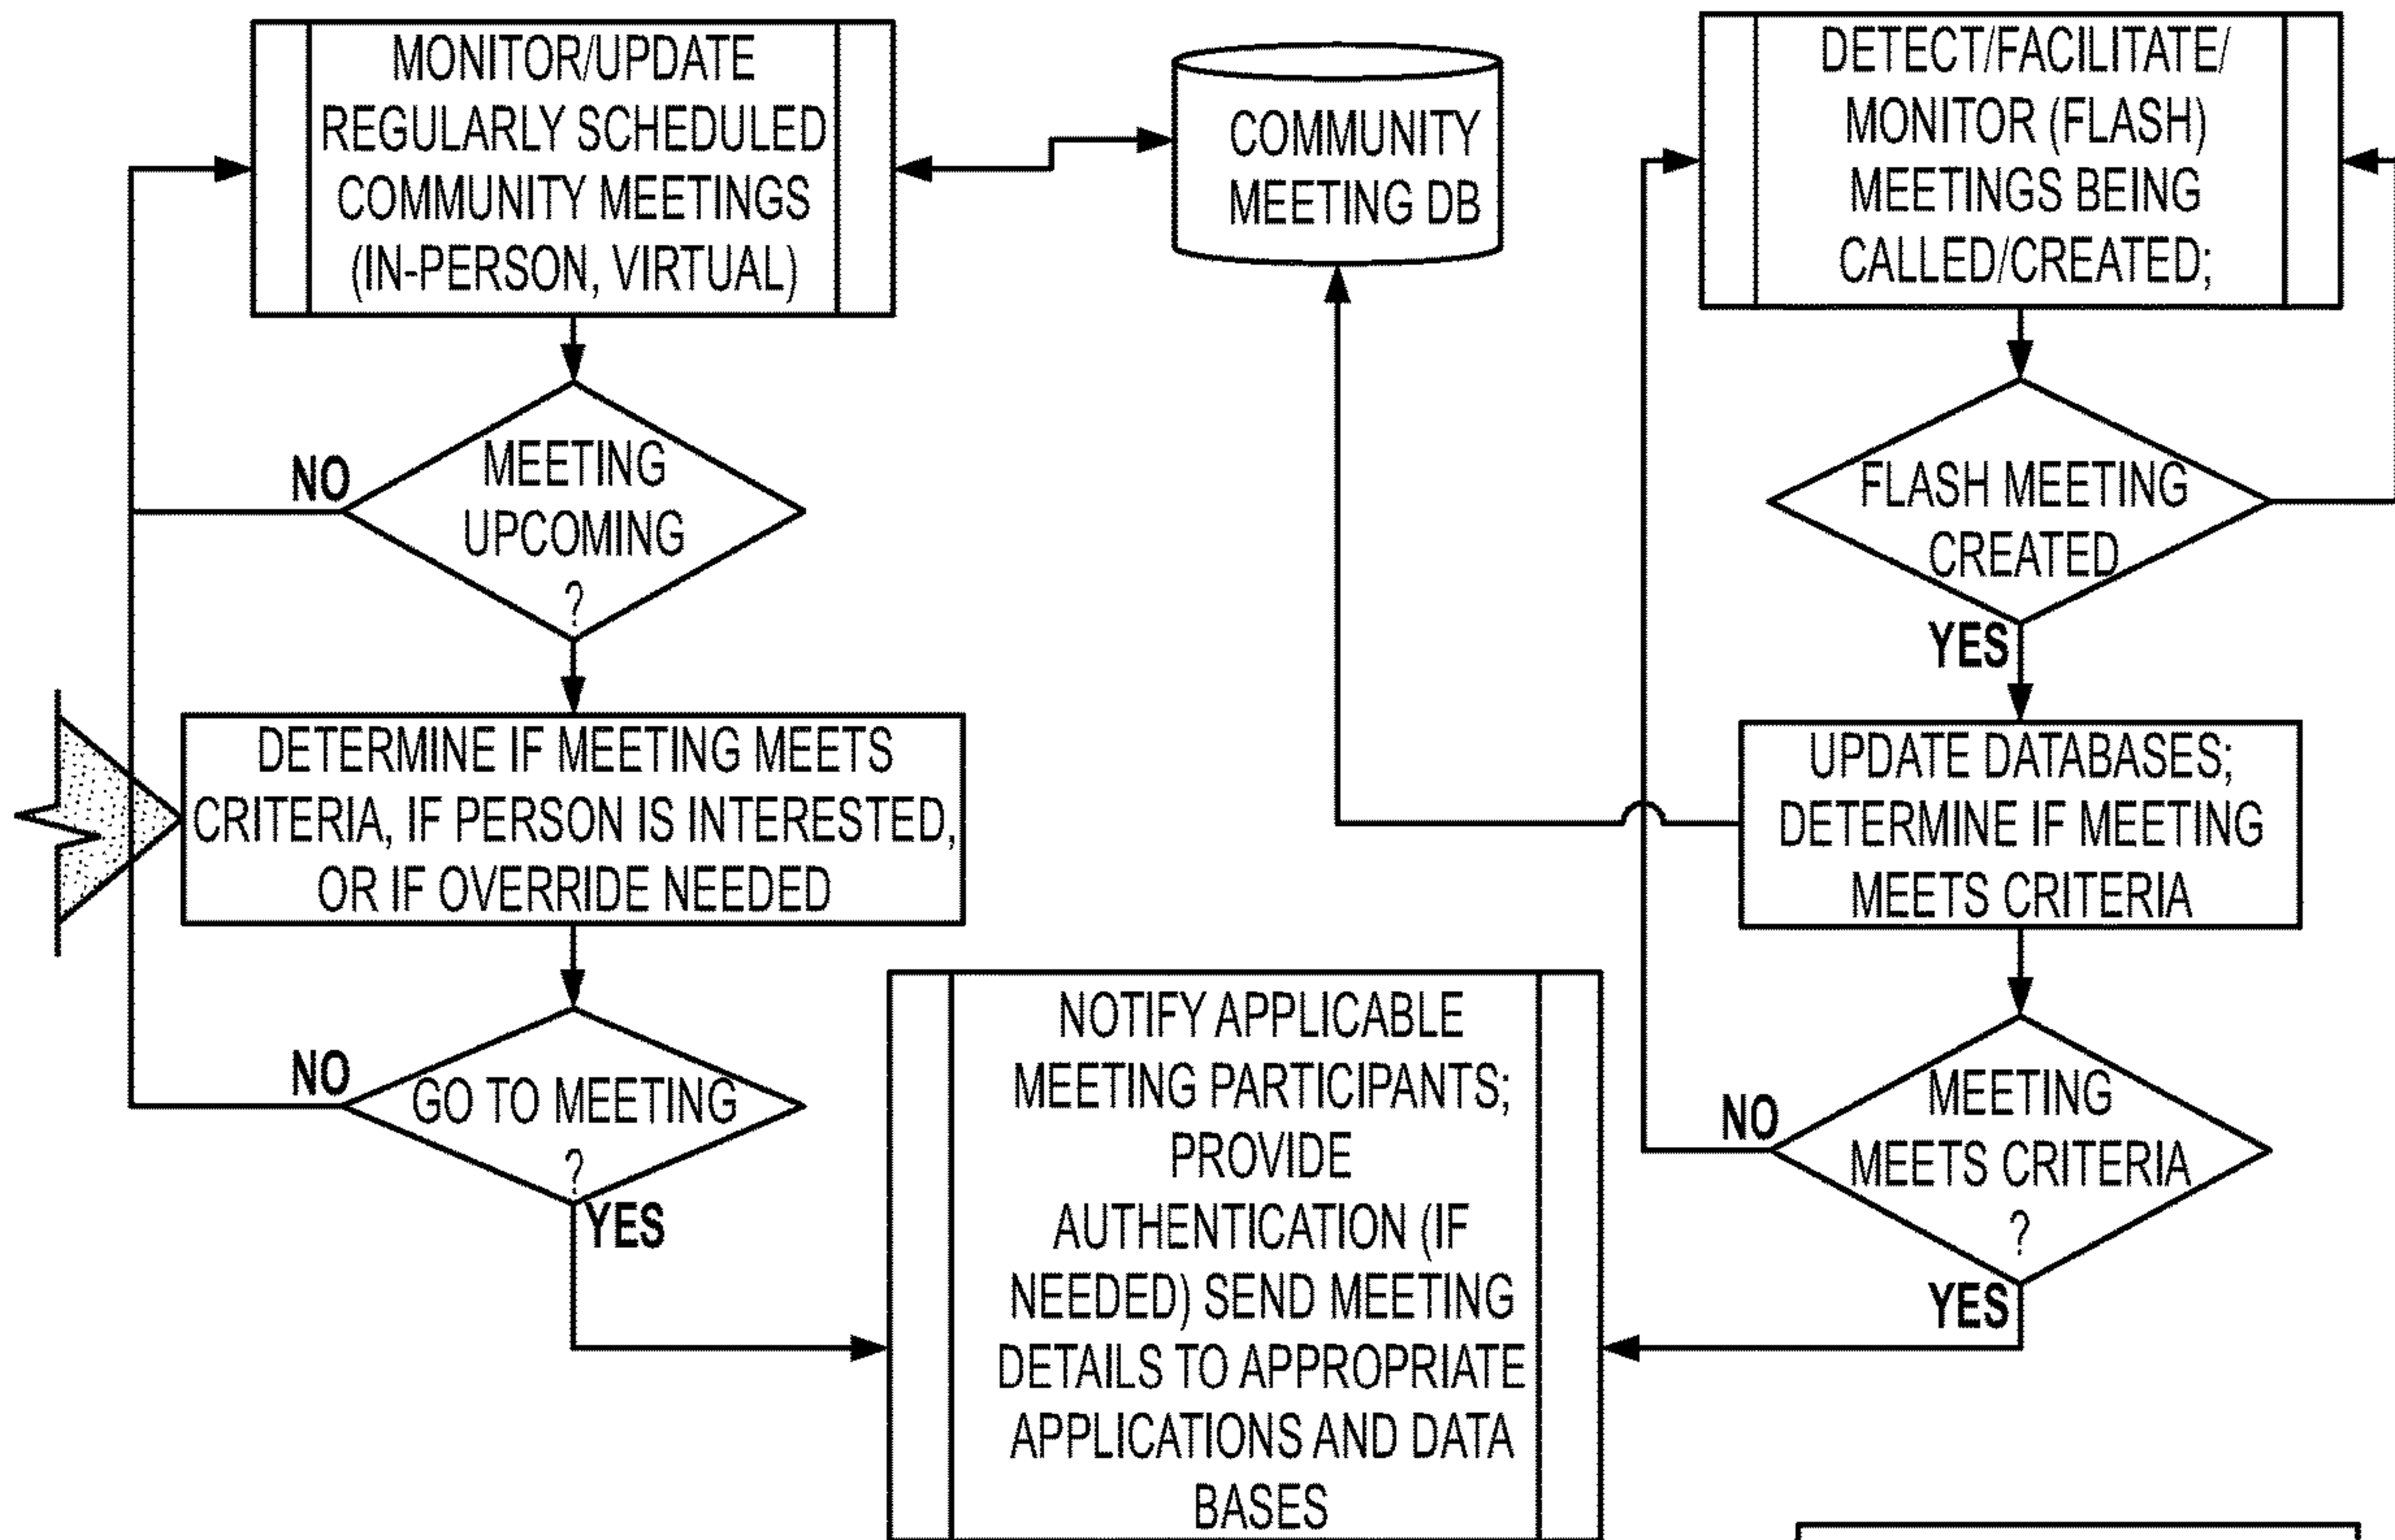 MONITOR/UPDATE
REGULARLY SCHEDULED
COMMUNITY MEETINGS
(IN-PERSON, VIRTUAL)
COMMUNITY
MEETING DB
DETECT/FACILITATE/
MONITOR (FLASH)
MEETINGS BEING
CALLED/CREATED;
NO
MEETING
UPCOMING
?
FLASH MEETING
CREATED
YES
DETERMINE IF MEETING MEETS
CRITERIA, IF PERSON IS INTERESTED,
OR IF OVERRIDE NEEDED
UPDATE DATABASES;
DETERMINE IF MEETING
MEETS CRITERIA
NO
GO TO MEETING
?
YES
NOTIFY APPLICABLE
MEETING PARTICIPANTS;
PROVIDE
AUTHENTICATION (IF
NEEDED) SEND MEETING
DETAILS TO APPROPRIATE
APPLICATIONS AND DATA
BASES
NO
MEETING
MEETS CRITERIA
?
YES